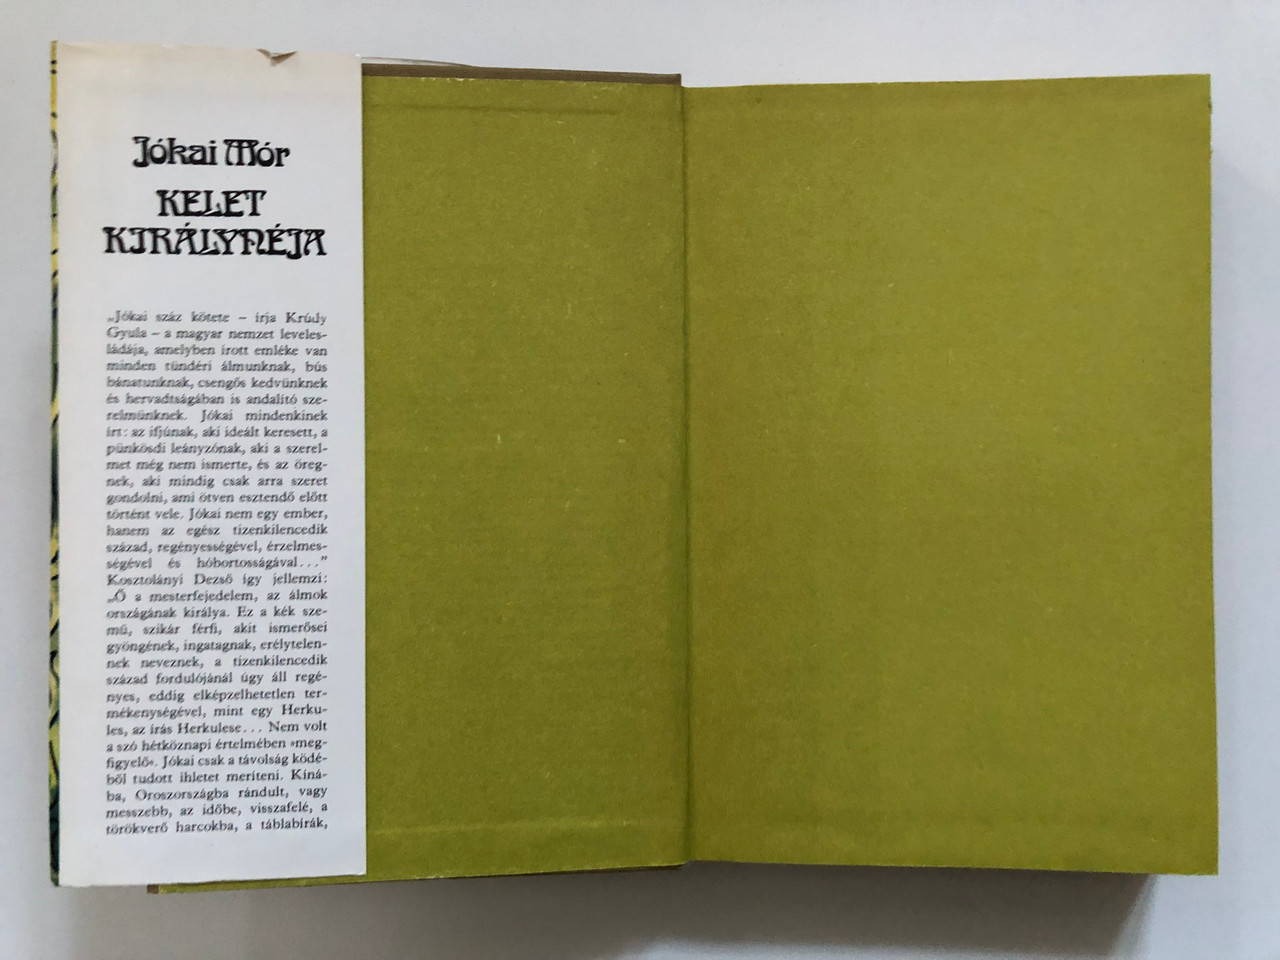 Jókai Mór
KELET
KIRÁLYNÉJA
„Jókai száz kötete – írja Krúdy
Gyula – a magyar nemzet leveles-
ládája, amelyben írott emléke van
minden tündéri álmunknak, bús
bánatunknak, csengős kedvünknek
és hervadtságában is andalító sze-
relmünknek. Jókai mindenkinek
írt: az ifjúnak, aki ideált keresett, a
pünkösdi leányzónak, aki a szerel-
met még nem ismerte, és az öreg-
nek, aki mindig csak arra szeret
gondolni, ami ötven esztendő előtt
történt vele. Jókai nem egy ember,
hanem az egész tizenkilencedik
század, regényességével, érzelmes-
ségével és hóbortosságával...”
Kosztolányi Dezső így jellemzi:
„Ő a mesterfejedelem, az álmok
országának királya. Ez a kék sze-
mű, szikár férfi, akit ismerősei
gyöngének, ingatagnak, erélytelen-
nek neveznek, a tizenkilencedik
század fordulójánál úgy áll regé-
nyes, eddig elképzelhetetlen ter-
mékenységével, mint egy Herku-
les, az írás Herkulese... Nem volt
a szó hétköznapi értelmében »meg-
figyelő«. Jókai csak a távolság ködé-
ből tudott ihletet meríteni. Kíná-
ba, Oroszországba rándult, vagy
messzebb, az időbe, visszafelé, a
törökverő harcokba, a táblabírák,